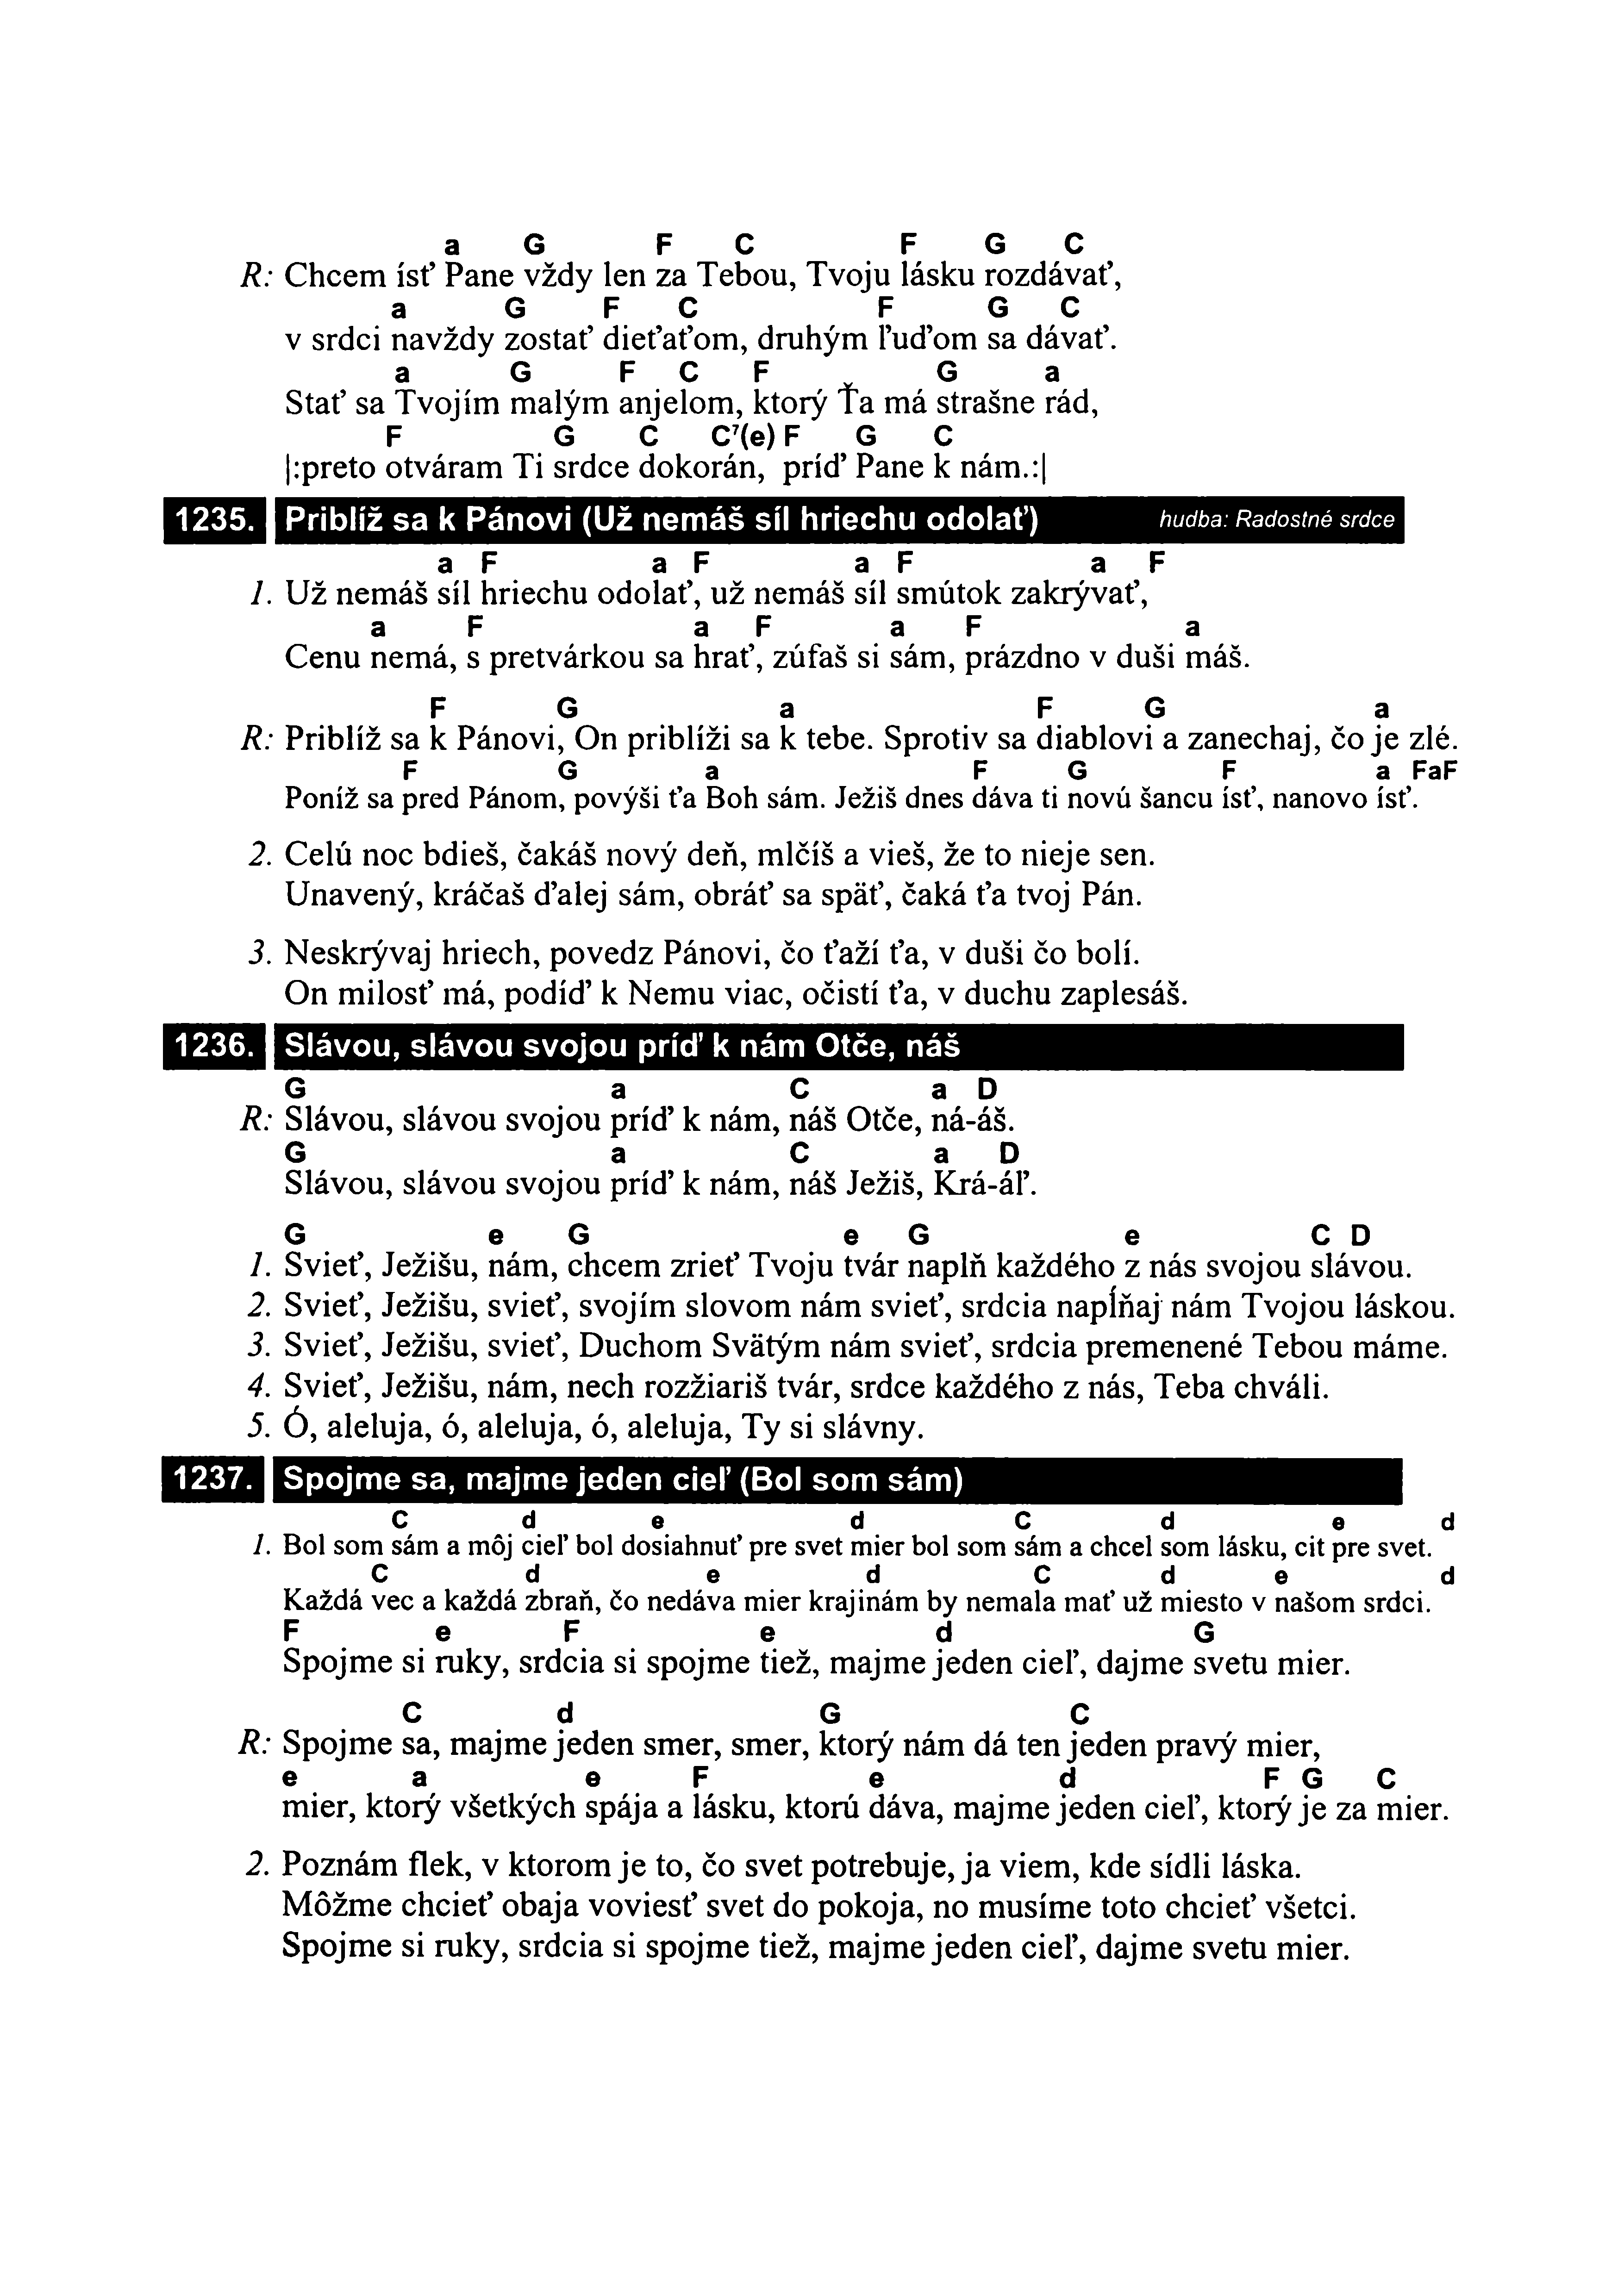 a G F C F G C
R: Chcem ísť Pane vždy len za Tebou, Tvoju lásku rozdávať,
a G F C F G C
v srdci navždy zostať dieťaťom, druhým ľuďom sa dávať.
a G F C F G a
Stať sa Tvojím malým anjelom, ktorý Ťa má strašne rád,
F G C C⁷(e) F G C
|:preto otváram Ti srdce dokorán, príď Pane k nám.:|
1235. Priblíž sa k Pánovi (Už nemáš síl hriechu odolať) hudba: Radostné srdce
a F a F a F a F
1. Už nemáš síl hriechu odolať, už nemáš síl smútok zakrývať,
a F a F a F a
Cenu nemá, s pretvárkou sa hrať, zúfaš si sám, prázdno v duši máš.
F G a F G a
R: Priblíž sa k Pánovi, On priblíži sa k tebe. Sprotiv sa diablovi a zanechaj, čo je zlé.
F G a F G F a FaF
Poníž sa pred Pánom, povýši ťa Boh sám. Ježiš dnes dáva ti novú šancu ísť, nanovo ísť.
2. Celú noc bdieš, čakáš nový deň, mlčíš a vieš, že to nieje sen.
Unavený, kráčaš ďalej sám, obráť sa späť, čaká ťa tvoj Pán.
3. Neskrývaj hriech, povedz Pánovi, čo ťaží ťa, v duši čo bolí.
On milosť má, podíď k Nemu viac, očistí ťa, v duchu zaplesáš.
1236. Slávou, slávou svojou príď k nám Otče, náš
G a C a D
R: Slávou, slávou svojou príď k nám, náš Otče, ná-áš.
G a C a D
Slávou, slávou svojou príď k nám, náš Ježiš, Krá-áľ.
G e G e G e C D
1. Svieť, Ježišu, nám, chcem zrieť Tvoju tvár naplň každého z nás svojou slávou.
2. Svieť, Ježišu, svieť, svojím slovom nám svieť, srdcia napĺňaj nám Tvojou láskou.
3. Svieť, Ježišu, svieť, Duchom Svätým nám svieť, srdcia premenené Tebou máme.
4. Svieť, Ježišu, nám, nech rozžiariš tvár, srdce každého z nás, Teba chváli.
5. Ó, aleluja, ó, aleluja, ó, aleluja, Ty si slávny.
1237. Spojme sa, majme jeden cieľ (Bol som sám)
C d e d C d e d
1. Bol som sám a môj cieľ bol dosiahnuť pre svet mier bol som sám a chcel som lásku, cit pre svet.
C d e d C d e d
Každá vec a každá zbraň, čo nedáva mier krajinám by nemala mať už miesto v našom srdci.
F e F e d G
Spojme si ruky, srdcia si spojme tiež, majme jeden cieľ, dajme svetu mier.
C d G C
R: Spojme sa, majme jeden smer, smer, ktorý nám dá ten jeden pravý mier,
e a e F e d F G C
mier, ktorý všetkých spája a lásku, ktorú dáva, majme jeden cieľ, ktorý je za mier.
2. Poznám flek, v ktorom je to, čo svet potrebuje, ja viem, kde sídli láska.
Môžme chcieť obaja voviesť svet do pokoja, no musíme toto chcieť všetci.
Spojme si ruky, srdcia si spojme tiež, majme jeden cieľ, dajme svetu mier.